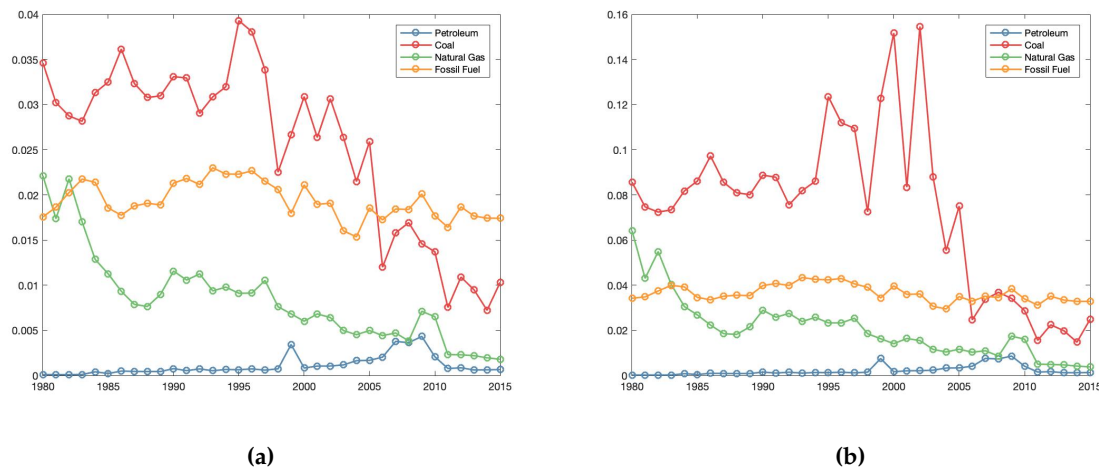 0.04
0.035
0.03
0.025
0.02
0.015
0.01
0.005
0
1980 1985 1990 1995 2000 2005 2010 2015
Petroleum
Coal
Natural Gas
Fossil Fuel
(a)
0.16
0.14
0.12
0.1
0.08
0.06
0.04
0.02
0
1980 1985 1990 1995 2000 2005 2010 2015
Petroleum
Coal
Natural Gas
Fossil Fuel
(b)